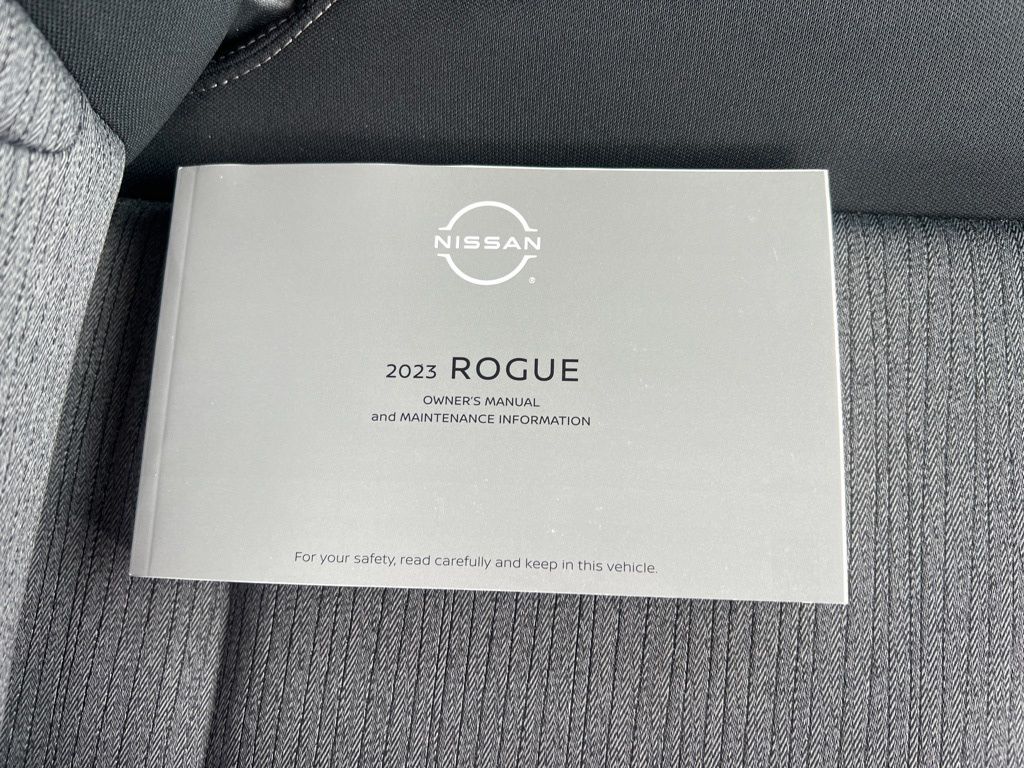 NISSAN
®
2023 ROGUE
OWNER'S MANUAL
and MAINTENANCE INFORMATION
For your safety, read carefully and keep in this vehicle.